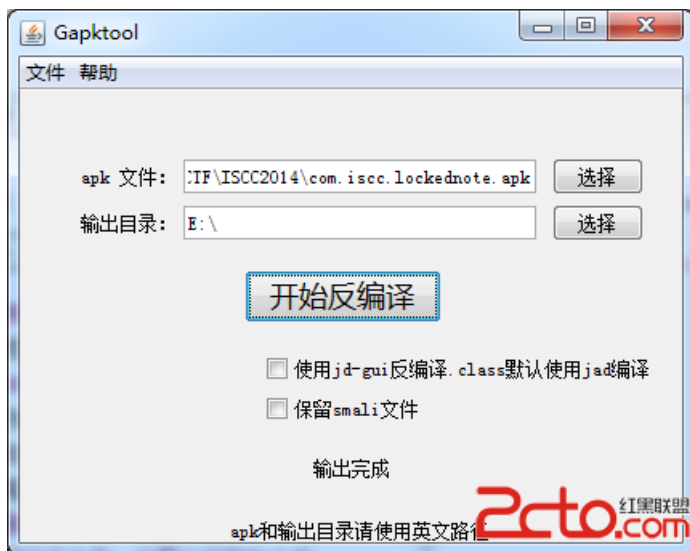 Gapktool
文件 帮助
apk 文件: CTF\ISCC2014\com.iscc.lockednote.apk 选择
输出目录: E:\ 选择
开始反编译
使用jd-gui反编译.class默认使用jad编译
保留smali文件
输出完成
apk和输出目录请使用英文路径
2cto.com 红黑联盟